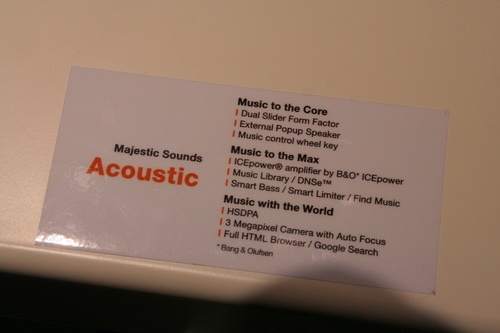 Majestic Sounds
Acoustic
Music to the Core
Dual Slider Form Factor
External Popup Speaker
Music control wheel key
Music to the Max
ICEpower® amplifier by B&O* ICEpower
Music Library / DNSe™
Smart Bass / Smart Limiter / Find Music
Music with the World
HSDPA
3 Megapixel Camera with Auto Focus
Full HTML Browser / Google Search
* Bang & Olufsen